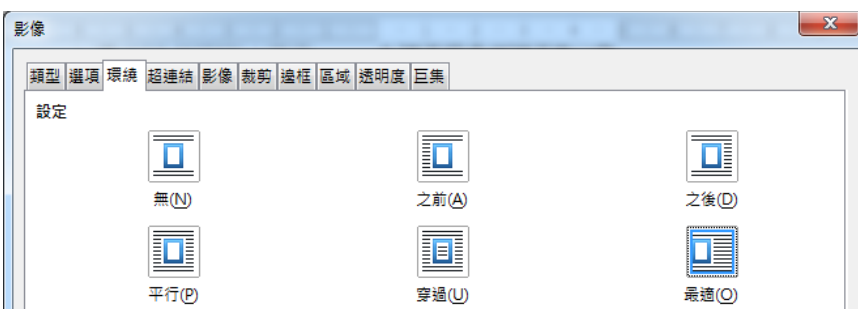 影像
類型 選項 環繞 超連結 影像 裁剪 邊框 區域 透明度 巨集
設定
無(N) 之前(A) 之後(D)
平行(P) 穿過(U) 最適(O)